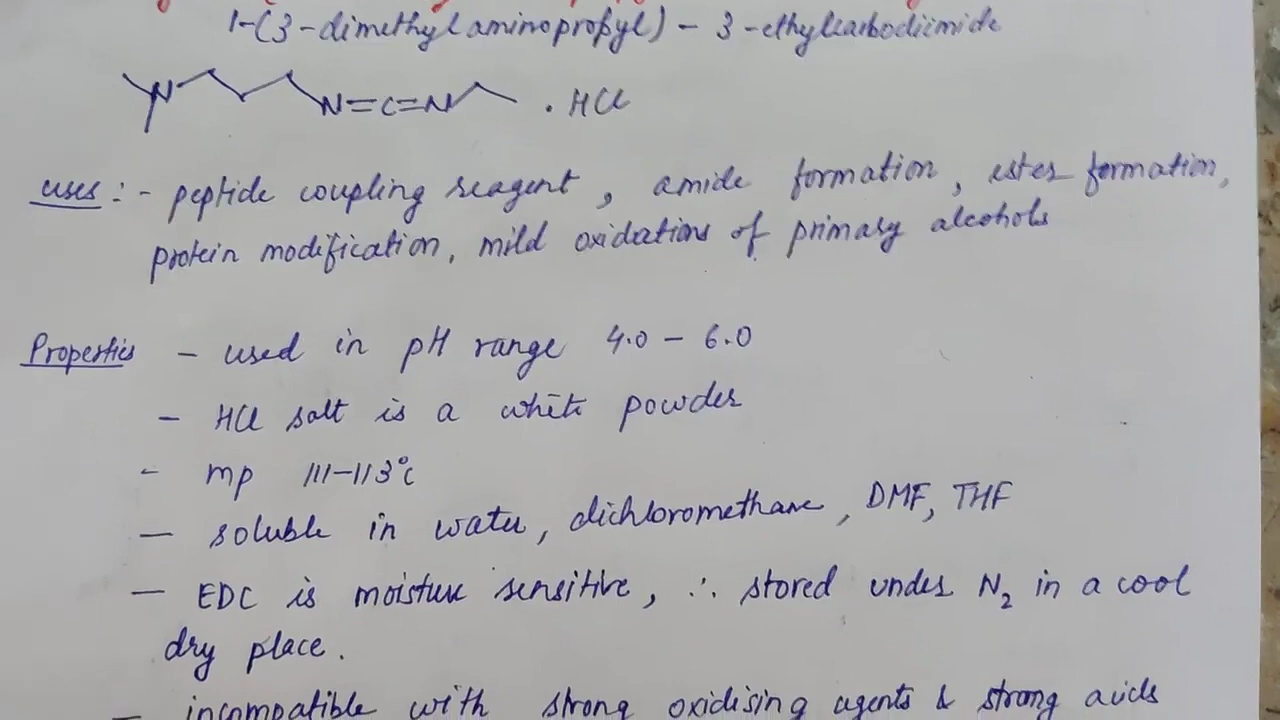 1-(3-dimethylaminopropyl) - 3-ethylcarbodiimide
N N=C=N . HCl
uses :- peptide coupling reagent, amide formation, ester formation,
protein modification, mild oxidations of primary alcohols
Properties - used in pH range 4.0 - 6.0
- HCl salt is a white powder
- mp 111-113°C
- soluble in water, dichloromethane, DMF, THF
- EDC is moisture sensitive, ∴ stored under N₂ in a cool
dry place.
- incompatible with strong oxidising agents & strong acids